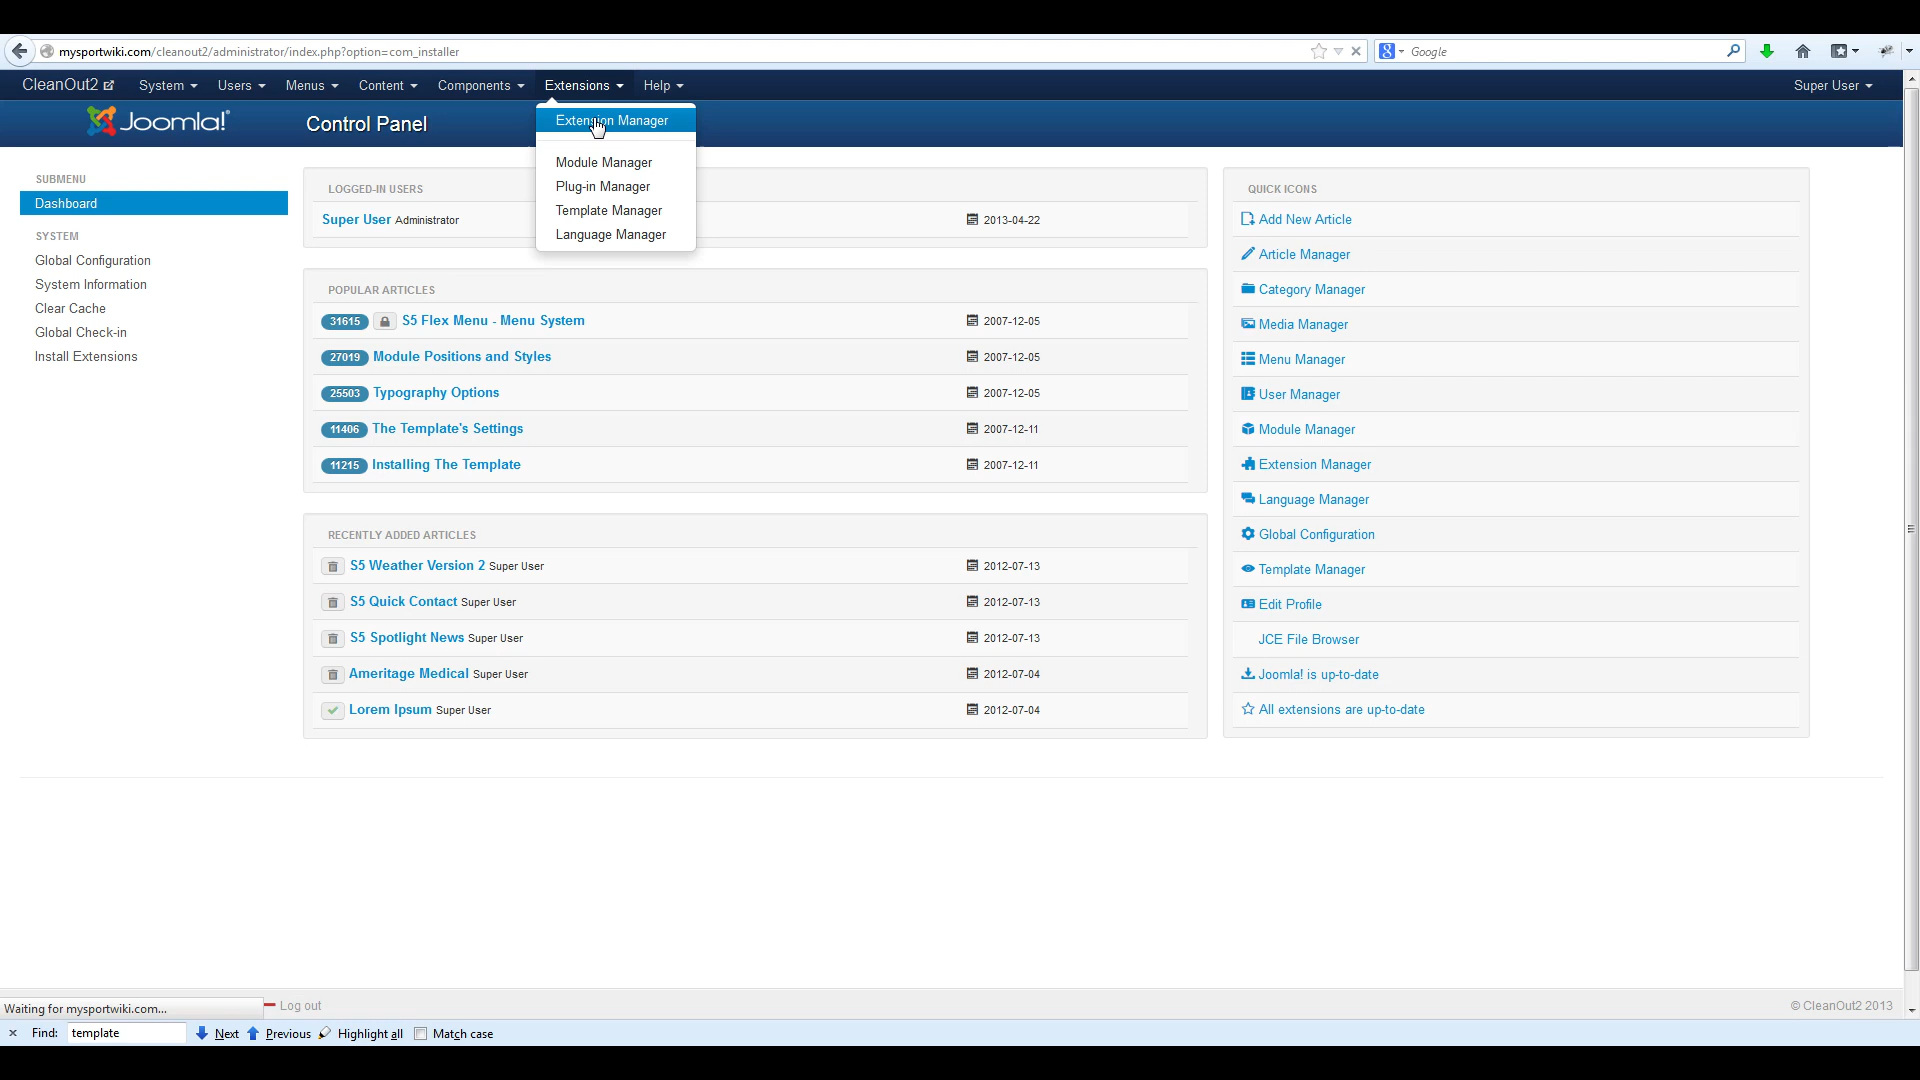 mysportwiki.com/cleanout2/administrator/index.php?option=com_installer
Google
CleanOut2 System Users Menus Content Components Extensions Help Super User
Joomla! Control Panel
Extension Manager
Module Manager
Plug-in Manager
Template Manager
Language Manager
SUBMENU
Dashboard
SYSTEM
Global Configuration
System Information
Clear Cache
Global Check-in
Install Extensions
LOGGED-IN USERS
Super User Administrator 2013-04-22
POPULAR ARTICLES
31615 S5 Flex Menu - Menu System 2007-12-05
27019 Module Positions and Styles 2007-12-05
25503 Typography Options 2007-12-05
11406 The Template's Settings 2007-12-11
11215 Installing The Template 2007-12-11
RECENTLY ADDED ARTICLES
S5 Weather Version 2 Super User 2012-07-13
S5 Quick Contact Super User 2012-07-13
S5 Spotlight News Super User 2012-07-13
Ameritage Medical Super User 2012-07-04
Lorem Ipsum Super User 2012-07-04
QUICK ICONS
Add New Article
Article Manager
Category Manager
Media Manager
Menu Manager
User Manager
Module Manager
Extension Manager
Language Manager
Global Configuration
Template Manager
Edit Profile
JCE File Browser
Joomla! is up-to-date
All extensions are up-to-date
Waiting for mysportwiki.com... Log out © CleanOut2 2013
Find: template Next Previous Highlight all Match case